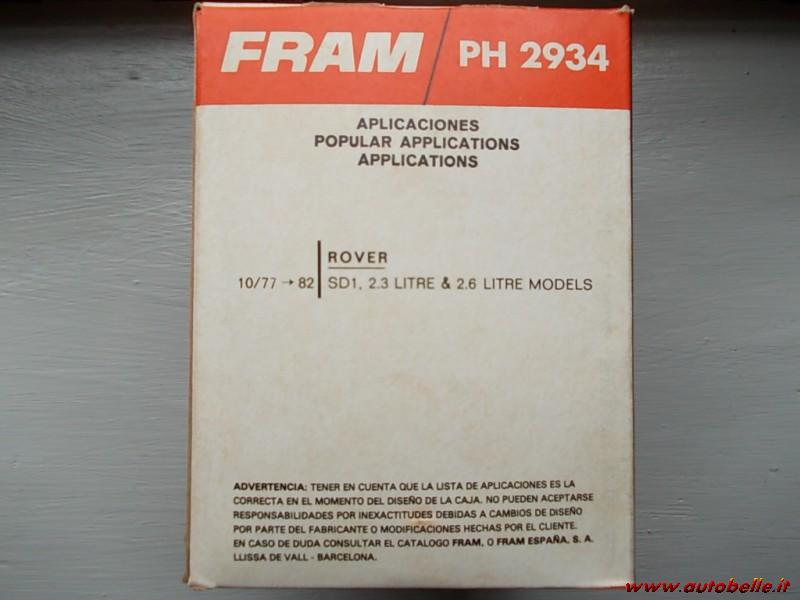 FRAM / PH 2934
APLICACIONES
POPULAR APPLICATIONS
APPLICATIONS
ROVER
10/77 → 82 SD1, 2.3 LITRE & 2.6 LITRE MODELS
ADVERTENCIA: TENER EN CUENTA QUE LA LISTA DE APLICACIONES ES LA
CORRECTA EN EL MOMENTO DEL DISEÑO DE LA CAJA. NO PUEDEN ACEPTARSE
RESPONSABILIDADES POR INEXACTITUDES DEBIDAS A CAMBIOS DE DISEÑO
POR PARTE DEL FABRICANTE O MODIFICACIONES HECHAS POR EL CLIENTE.
EN CASO DE DUDA CONSULTAR EL CATALOGO FRAM, O FRAM ESPAÑA, S. A.
LLISSA DE VALL - BARCELONA.
www.autobelle.it